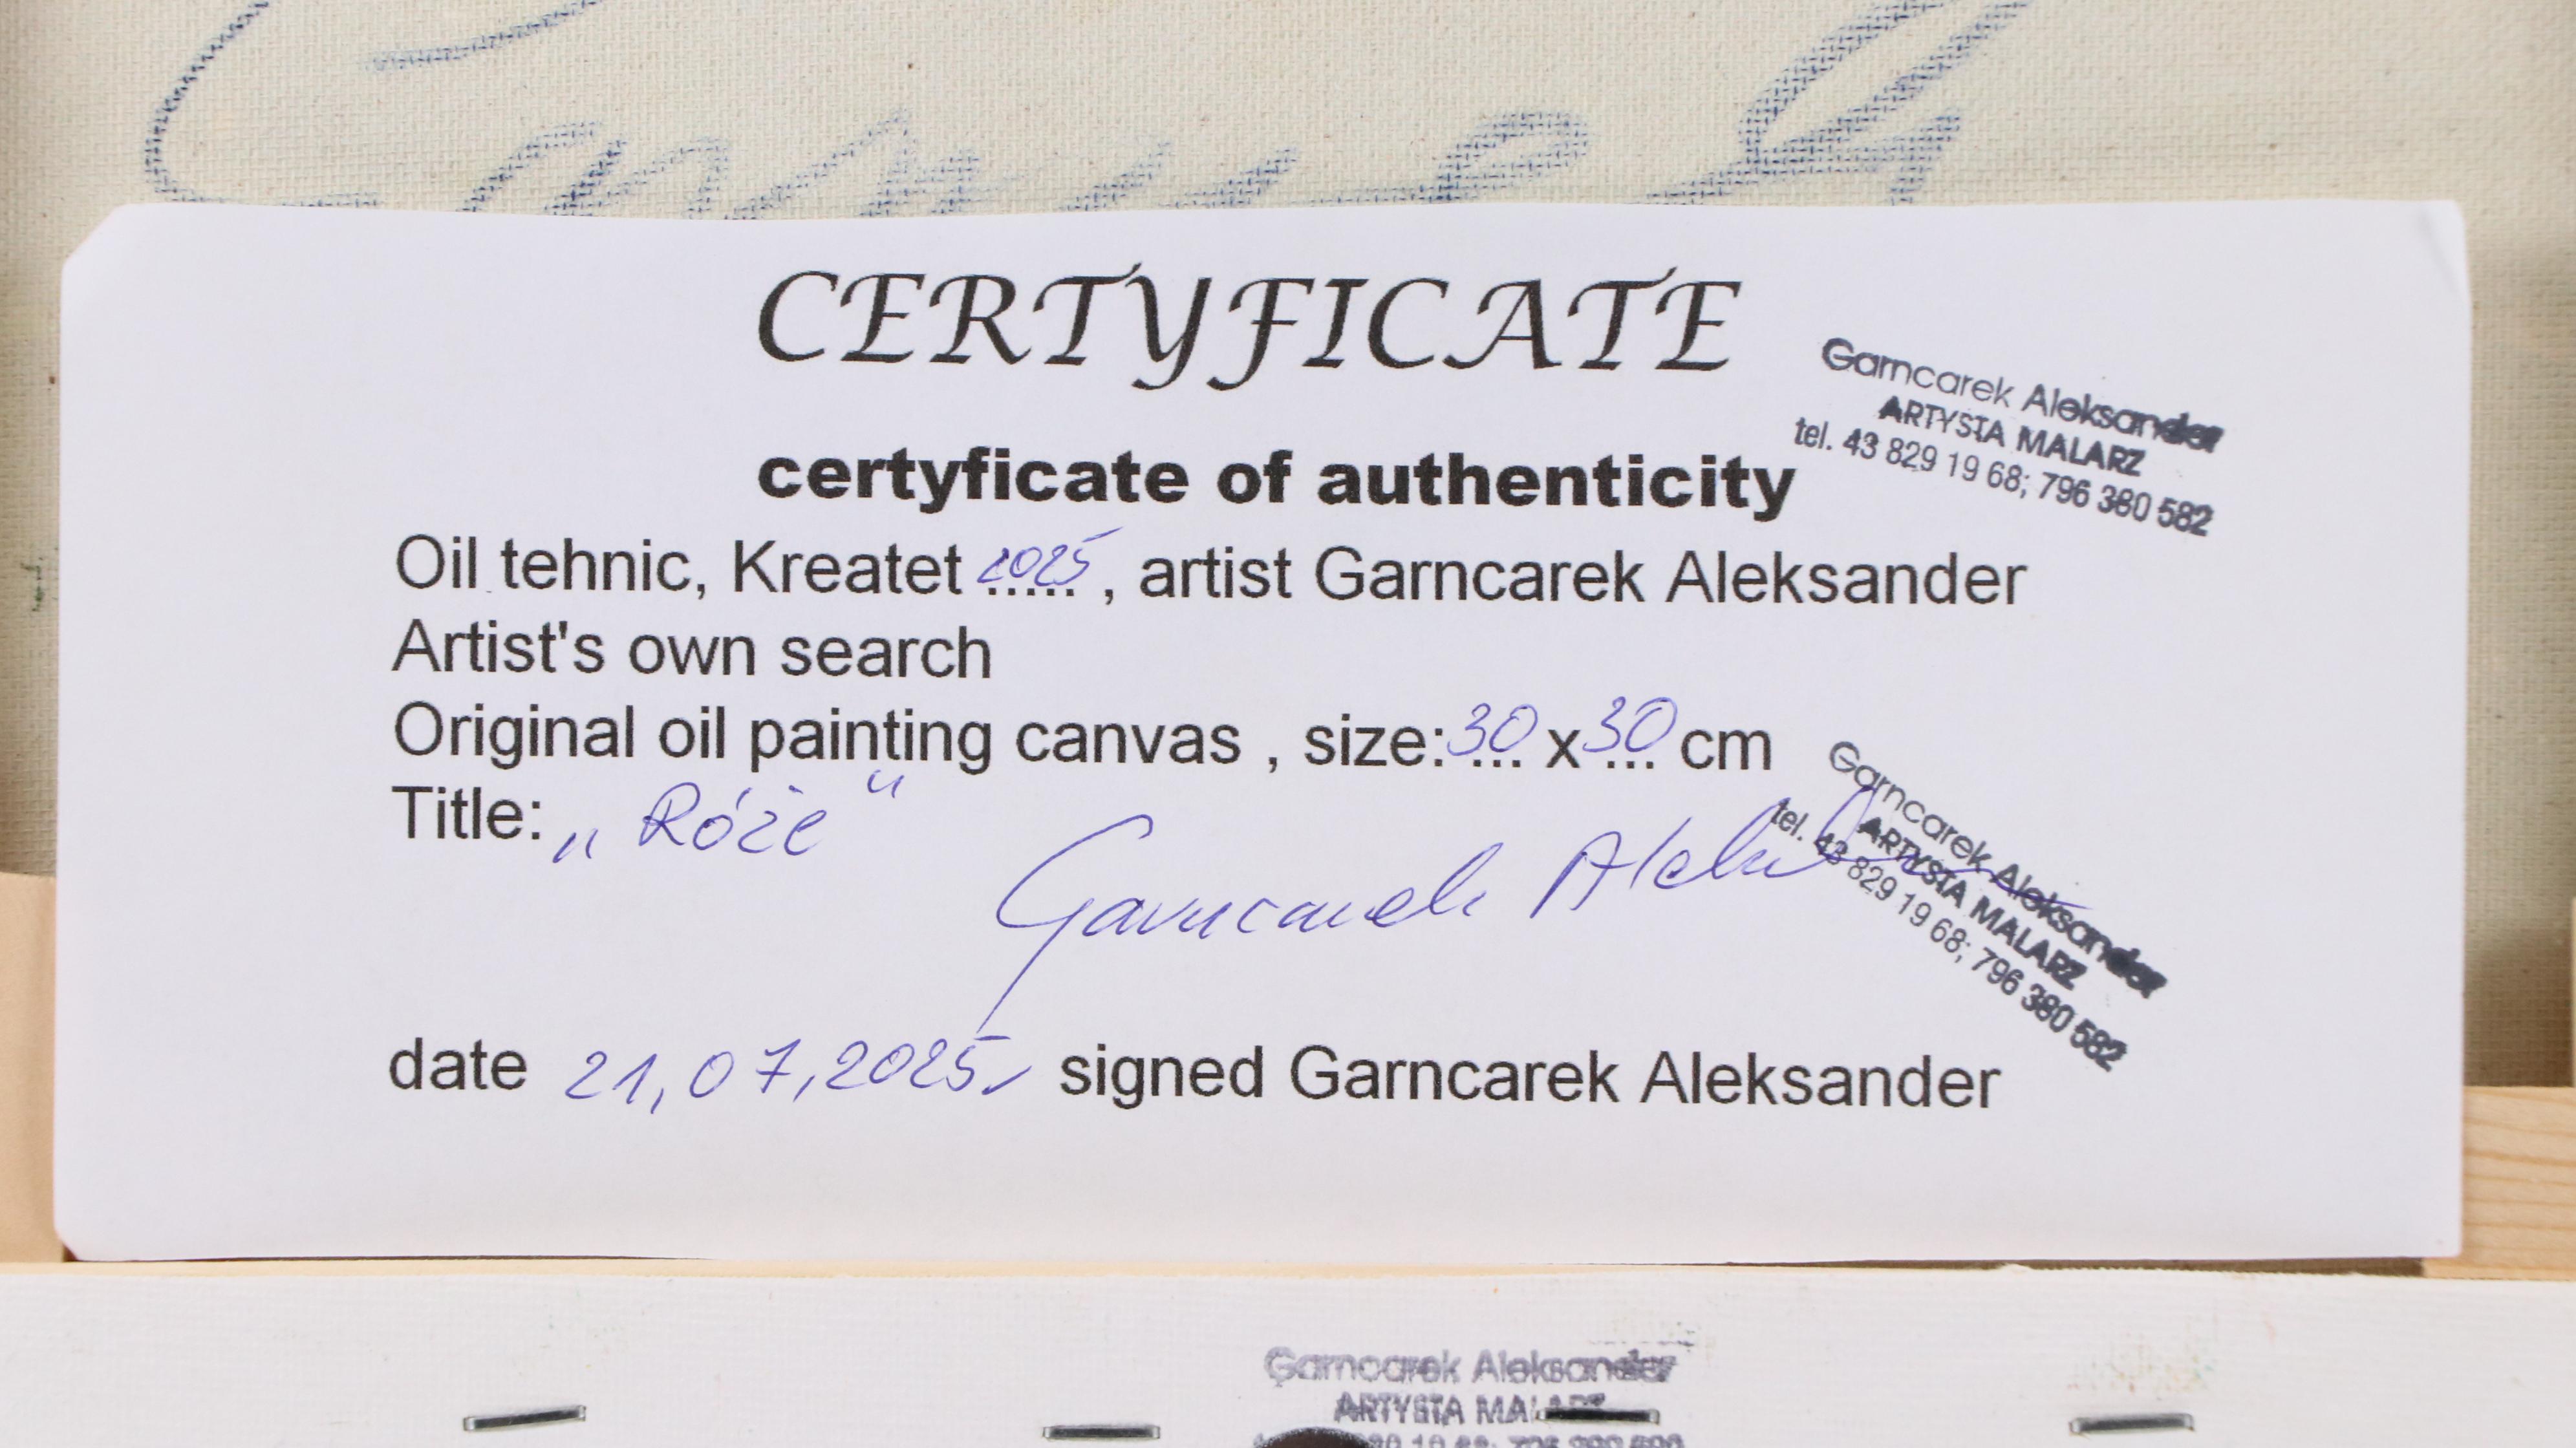 CERTYFICATE
Garncarek Aleksander
ARTYSTA MALARZ
tel. 43 829 19 68; 796 380 582
certyficate of authenticity
Oil tehnic, Kreatet 2025, artist Garncarek Aleksander
Artist's own search
Original oil painting canvas , size: 30 x 30 cm
Title: „ Róże "
Garncarek Aleksander
ARTYSTA MALARZ
tel. 43 829 19 68; 796 380 582
Garncarek
date 21,07,2025 signed Garncarek Aleksander
Garncarek Aleksander
ARTYSTA